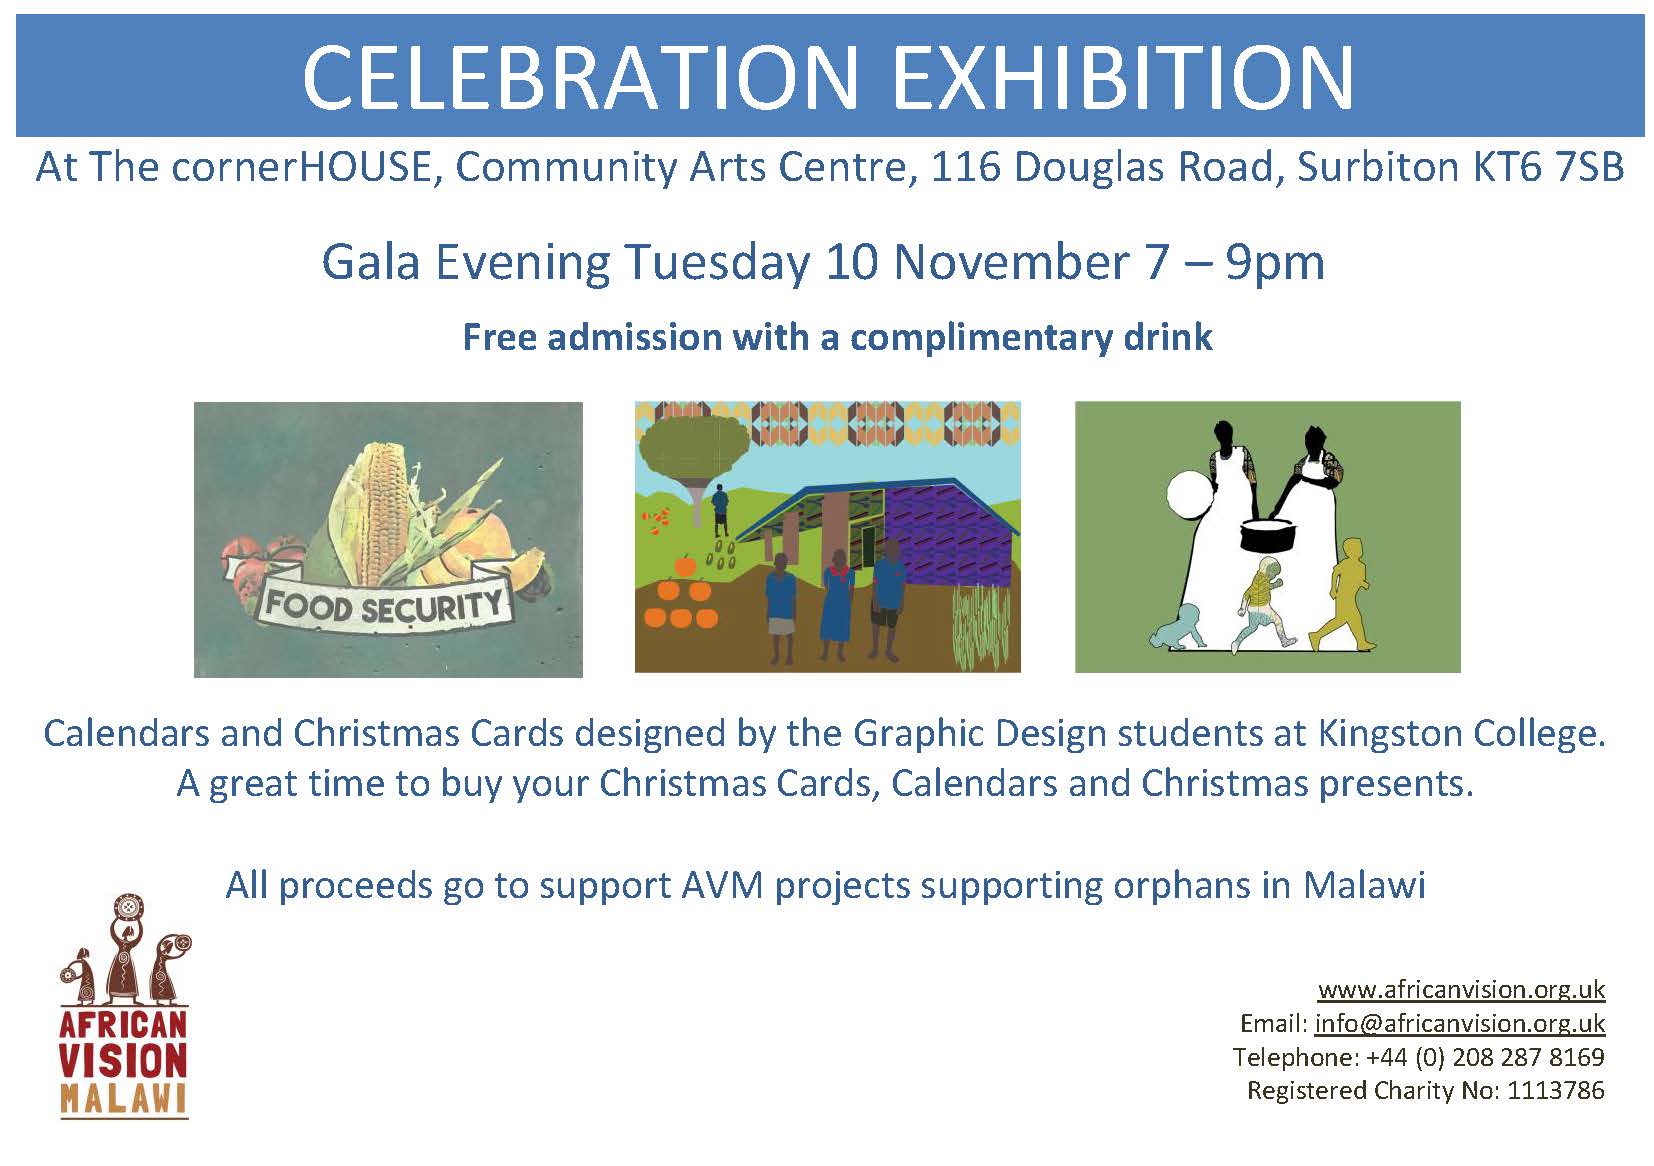 CELEBRATION EXHIBITION
At The cornerHOUSE, Community Arts Centre, 116 Douglas Road, Surbiton KT6 7SB
Gala Evening Tuesday 10 November 7 – 9pm
Free admission with a complimentary drink
FOOD SECURITY
Calendars and Christmas Cards designed by the Graphic Design students at Kingston College.
A great time to buy your Christmas Cards, Calendars and Christmas presents.
All proceeds go to support AVM projects supporting orphans in Malawi
AFRICAN
VISION
MALAWI
www.africanvision.org.uk
Email: info@africanvision.org.uk
Telephone: +44 (0) 208 287 8169
Registered Charity No: 1113786